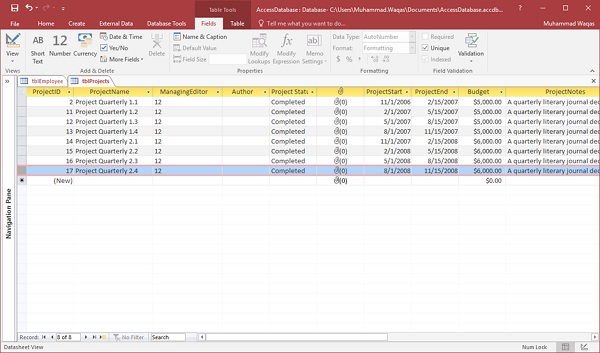 Table Tools AccessDatabase : Database- C:\Users\Muhammad.Waqas\Documents\AccessDatabase.accdb...
File Home Create External Data Database Tools Fields Table Tell me what you want to do... Muhammad.Waqas
View AB Short Text 12 Number Currency Date & Time Yes/No More Fields Delete Name & Caption Default Value Field Size Modify Lookups fx Modify Expression ab Memo Settings Data Type: AutoNumber Format: Formatting $ % Required Unique Indexed Validation
Views Add & Delete Properties Formatting Field Validation
tblEmployee tblProjects
ProjectID ProjectName ManagingEditor Author Project Statu ProjectStart ProjectEnd Budget ProjectNotes
2 Project Quarterly 1.1 12 Completed (0) 11/1/2006 2/15/2007 $5,000.00 A quarterly literary journal dec
11 Project Quarterly 1.2 12 Completed (0) 2/1/2007 5/15/2007 $5,000.00 A quarterly literary journal dec
12 Project Quarterly 1.3 12 Completed (0) 5/1/2007 8/15/2007 $5,000.00 A quarterly literary journal dec
13 Project Quarterly 1.4 12 Completed (0) 8/1/2007 11/15/2007 $5,000.00 A quarterly literary journal dec
14 Project Quarterly 2.1 12 Completed (0) 11/1/2007 2/15/2008 $6,000.00 A quarterly literary journal dec
15 Project Quarterly 2.2 12 Completed (0) 2/1/2008 5/15/2008 $6,000.00 A quarterly literary journal dec
16 Project Quarterly 2.3 12 Completed (0) 5/1/2008 8/15/2008 $6,000.00 A quarterly literary journal dec
17 Project Quarterly 2.4 12 Completed (0) 8/1/2008 11/15/2008 $6,000.00 A quarterly literary journal dec
(New) (0) $0.00
Navigation Pane
Record: 8 of 8 No Filter Search
Datasheet View Num Lock